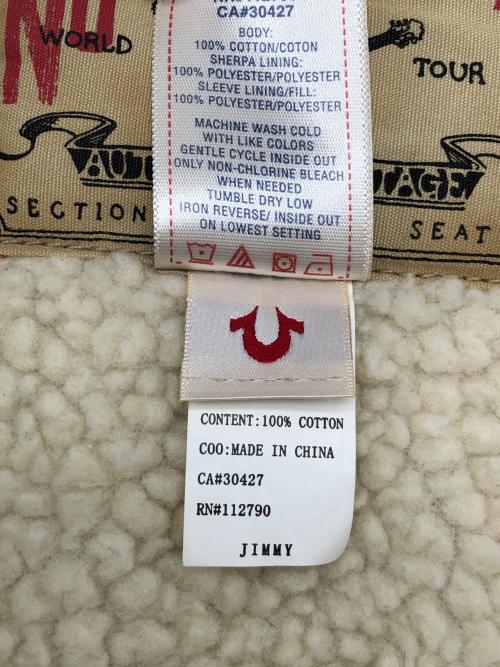 WORLD
TOUR
AUT
TAGE
SECTION
SEAT
CA#30427
BODY:
100% COTTON/COTON
SHERPA LINING:
100% POLYESTER/POLYESTER
SLEEVE LINING/FILL:
100% POLYESTER/POLYESTER
MACHINE WASH COLD
WITH LIKE COLORS
GENTLE CYCLE INSIDE OUT
ONLY NON-CHLORINE BLEACH
WHEN NEEDED
TUMBLE DRY LOW
IRON REVERSE/ INSIDE OUT
ON LOWEST SETTING
CONTENT:100% COTTON
COO:MADE IN CHINA
CA#30427
RN#112790
JIMMY